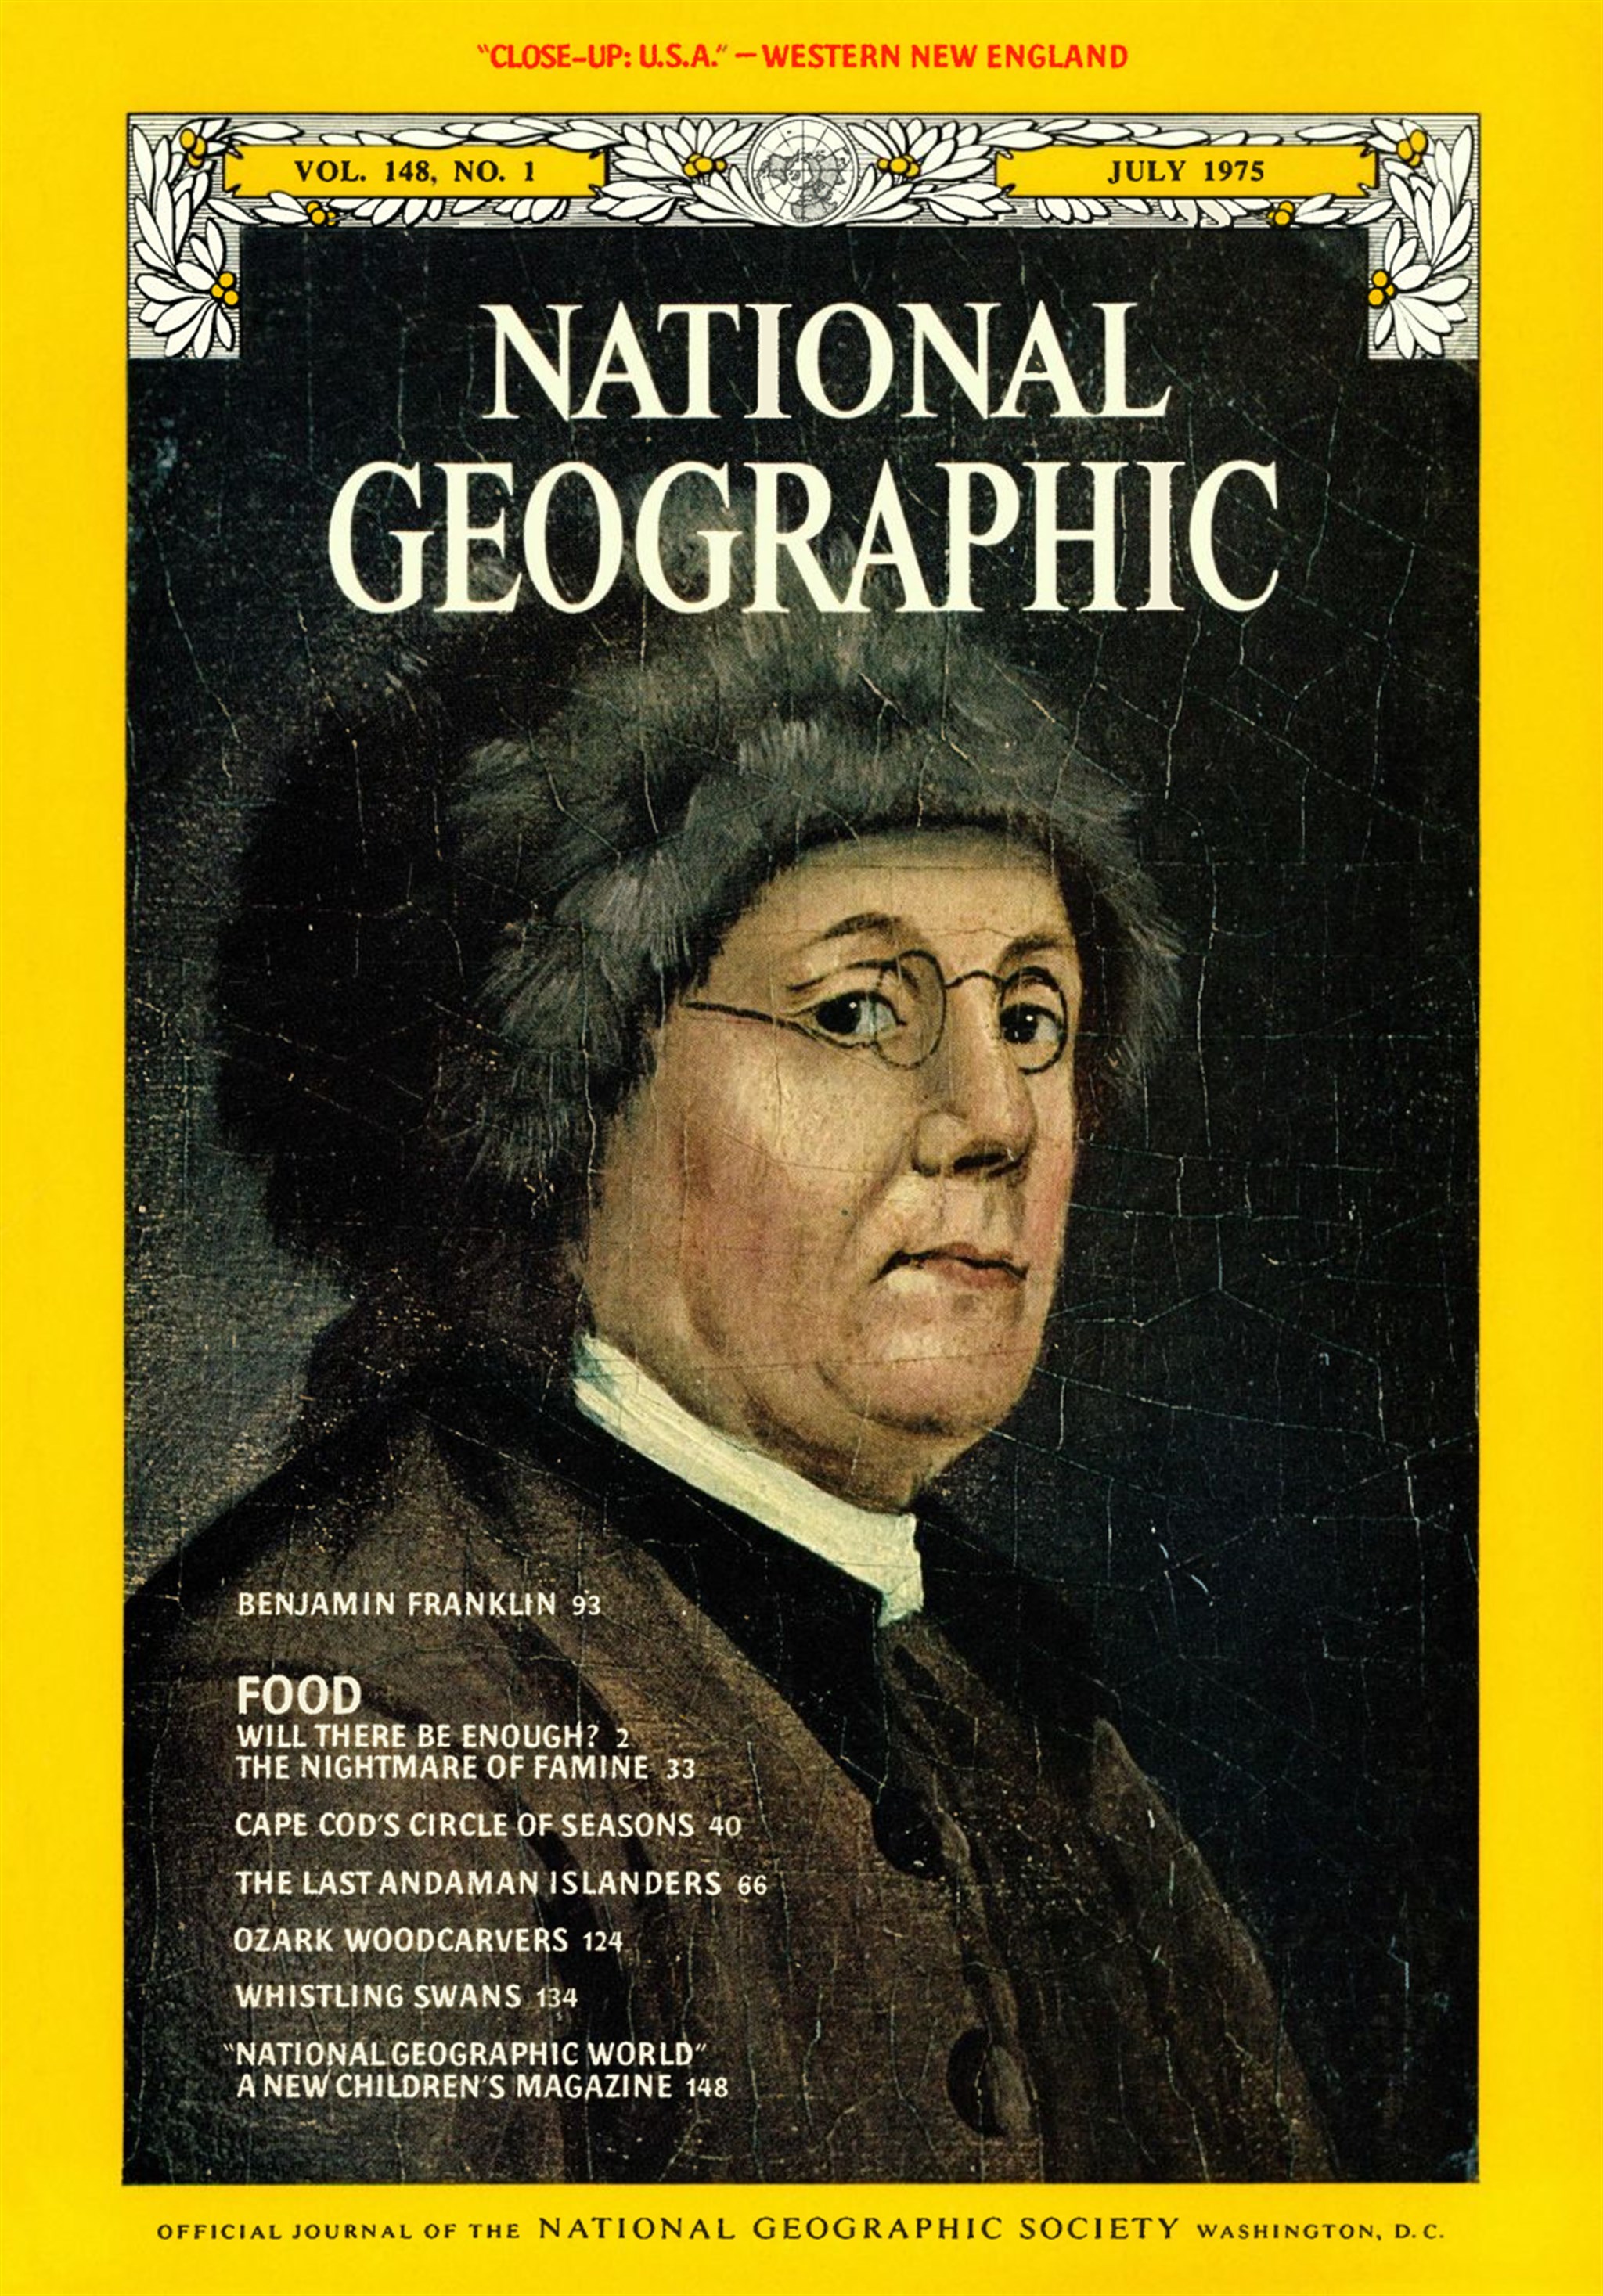 "CLOSE-UP: U.S.A." — WESTERN NEW ENGLAND
VOL. 148, NO. 1
JULY 1975
NATIONAL
GEOGRAPHIC
BENJAMIN FRANKLIN 93
FOOD
WILL THERE BE ENOUGH? 2
THE NIGHTMARE OF FAMINE 33
CAPE COD'S CIRCLE OF SEASONS 40
THE LAST ANDAMAN ISLANDERS 66
OZARK WOODCARVERS 124
WHISTLING SWANS 134
"NATIONAL GEOGRAPHIC WORLD"
A NEW CHILDREN'S MAGAZINE 148
OFFICIAL JOURNAL OF THE NATIONAL GEOGRAPHIC SOCIETY WASHINGTON, D.C.